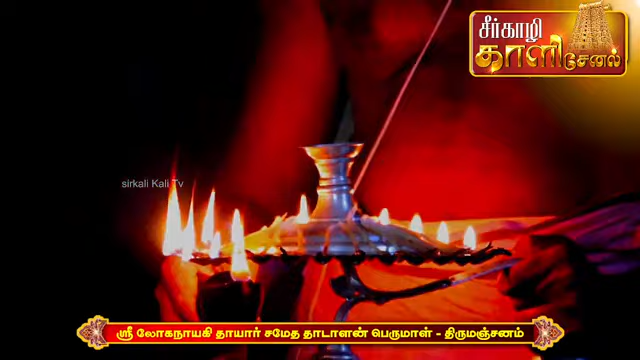 சீர்காழி
காளி சேனல்
sirkali Kali Tv
ஸ்ரீ லோகநாயகி தாயார் சமேத தாடாளன் பெருமாள் - திருமஞ்சனம்